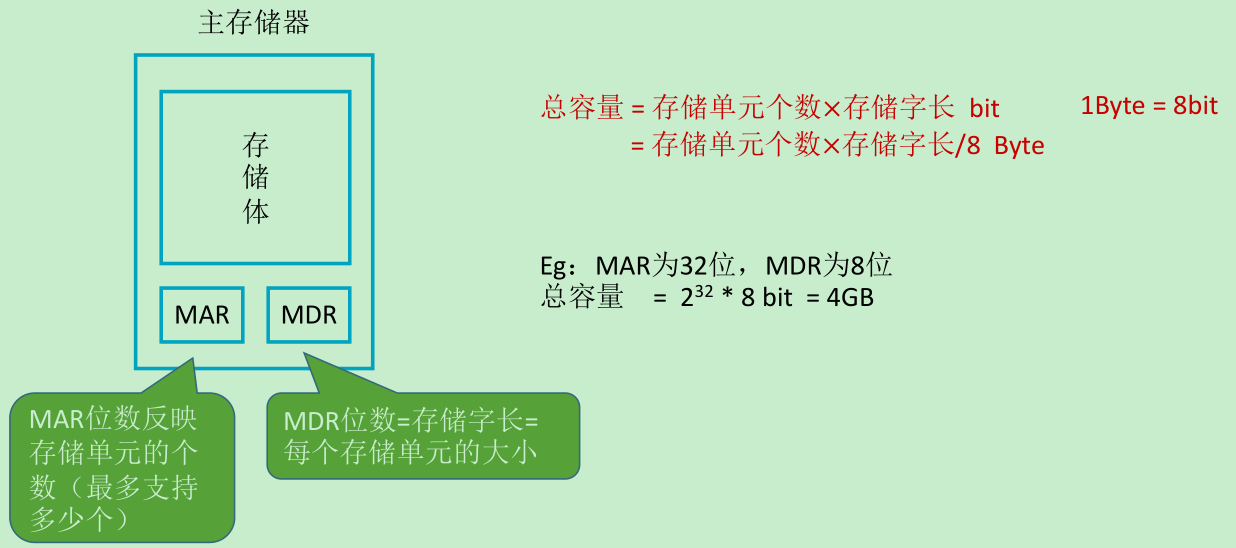 主存储器
存
储
体
MAR
MDR
MAR位数反映
存储单元的个
数（最多支持
多少个）
MDR位数=存储字长=
每个存储单元的大小
总容量 = 存储单元个数×存储字长 bit
= 存储单元个数×存储字长/8 Byte
1Byte = 8bit
Eg：MAR为32位，MDR为8位
总容量 = 2³² * 8 bit = 4GB